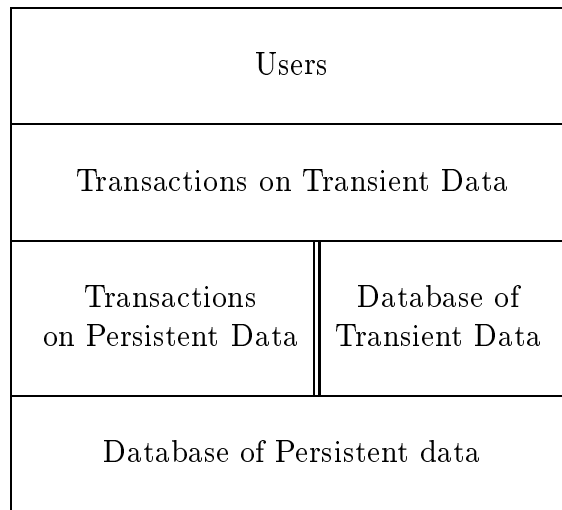 Users
Transactions on Transient Data
Transactions
on Persistent Data
Database of
Transient Data
Database of Persistent data